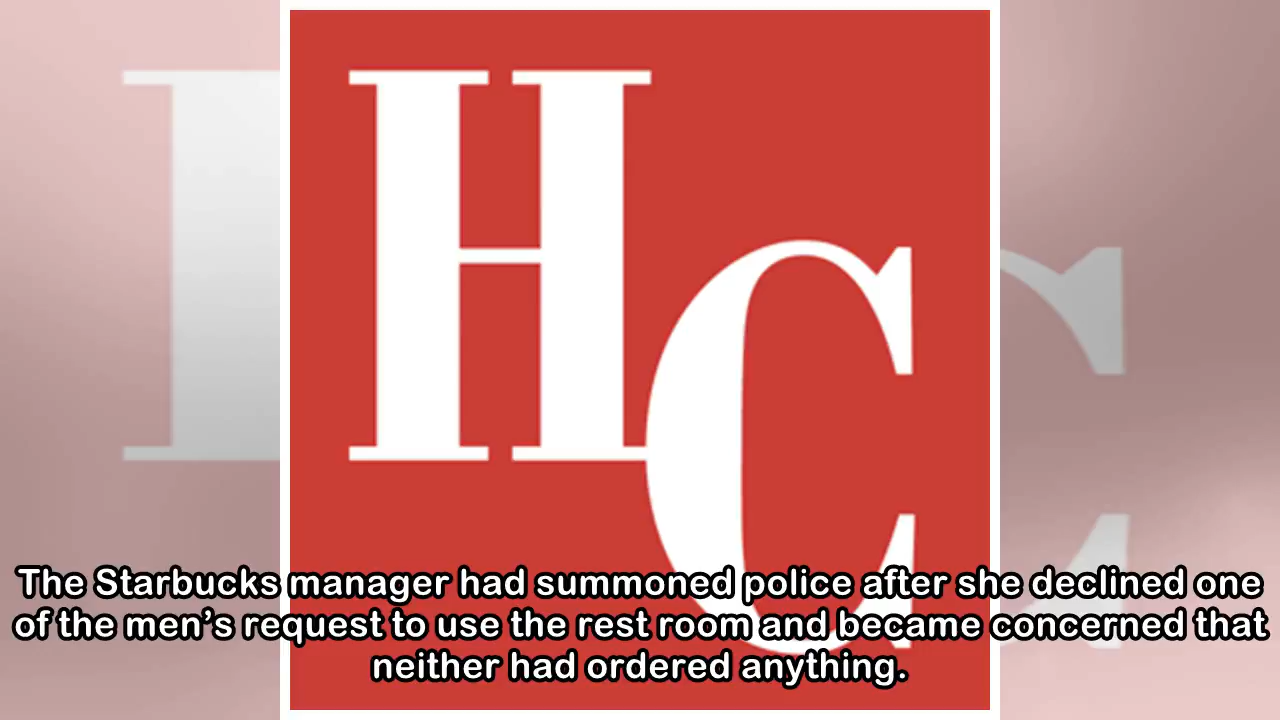 HC
The Starbucks manager had summoned police after she declined one
of the men’s request to use the rest room and became concerned that
neither had ordered anything.